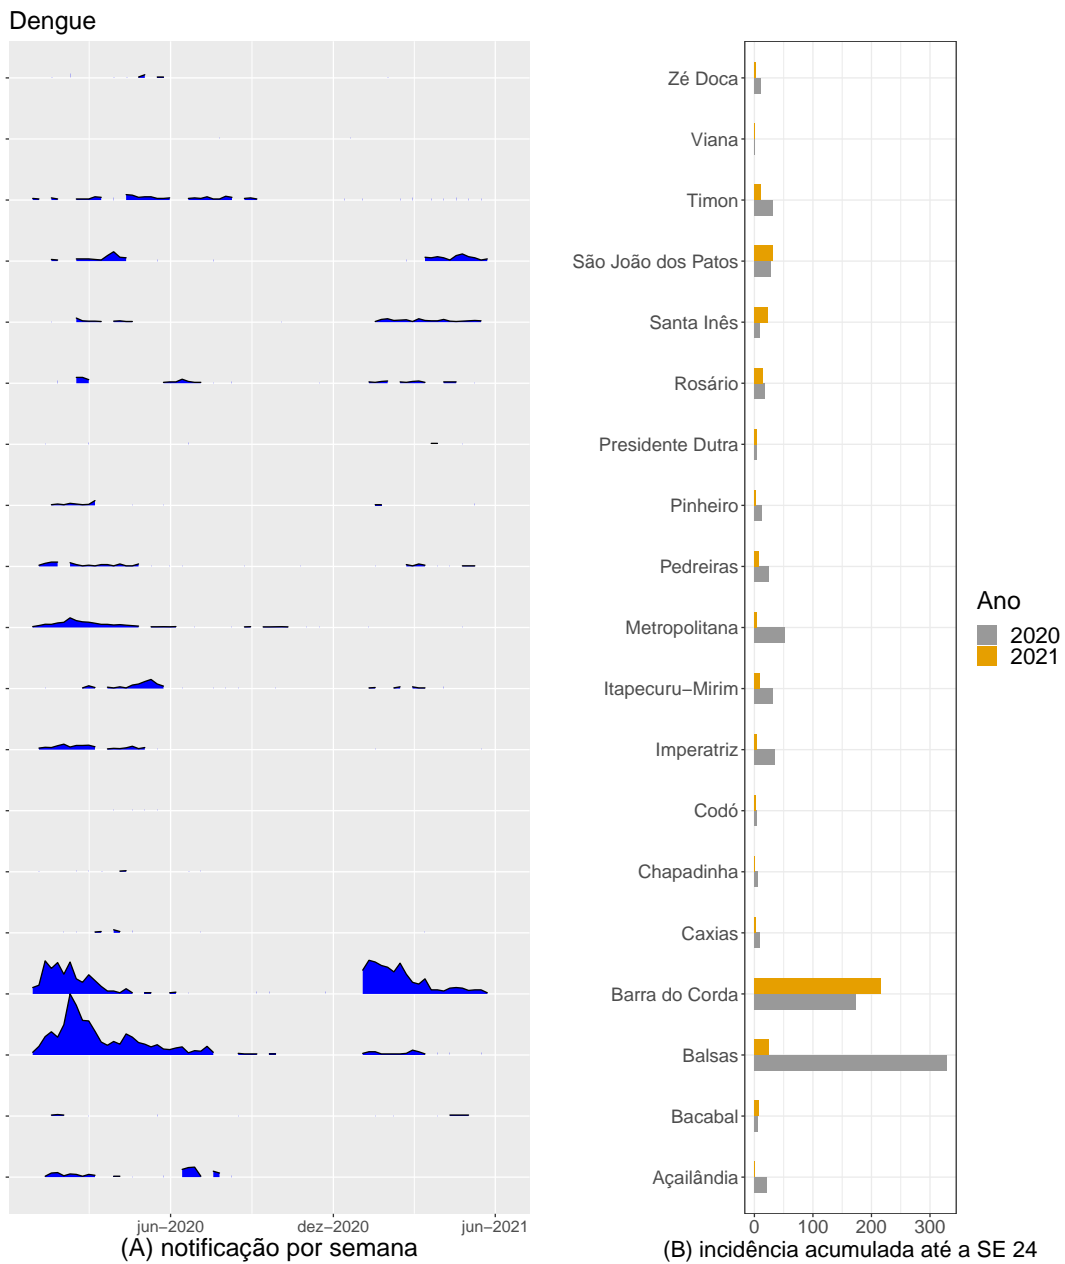 Dengue
Zé Doca
Viana
Timon
São João dos Patos
Santa Inês
Rosário
Presidente Dutra
Pinheiro
Pedreiras
Metropolitana
Itapecuru−Mirim
Imperatriz
Codó
Chapadinha
Caxias
Barra do Corda
Balsas
Bacabal
Açailândia
Ano
2020
2021
jun−2020 dez−2020 jun−2021
0 100 200 300
(A) notificação por semana
(B) incidência acumulada até a SE 24